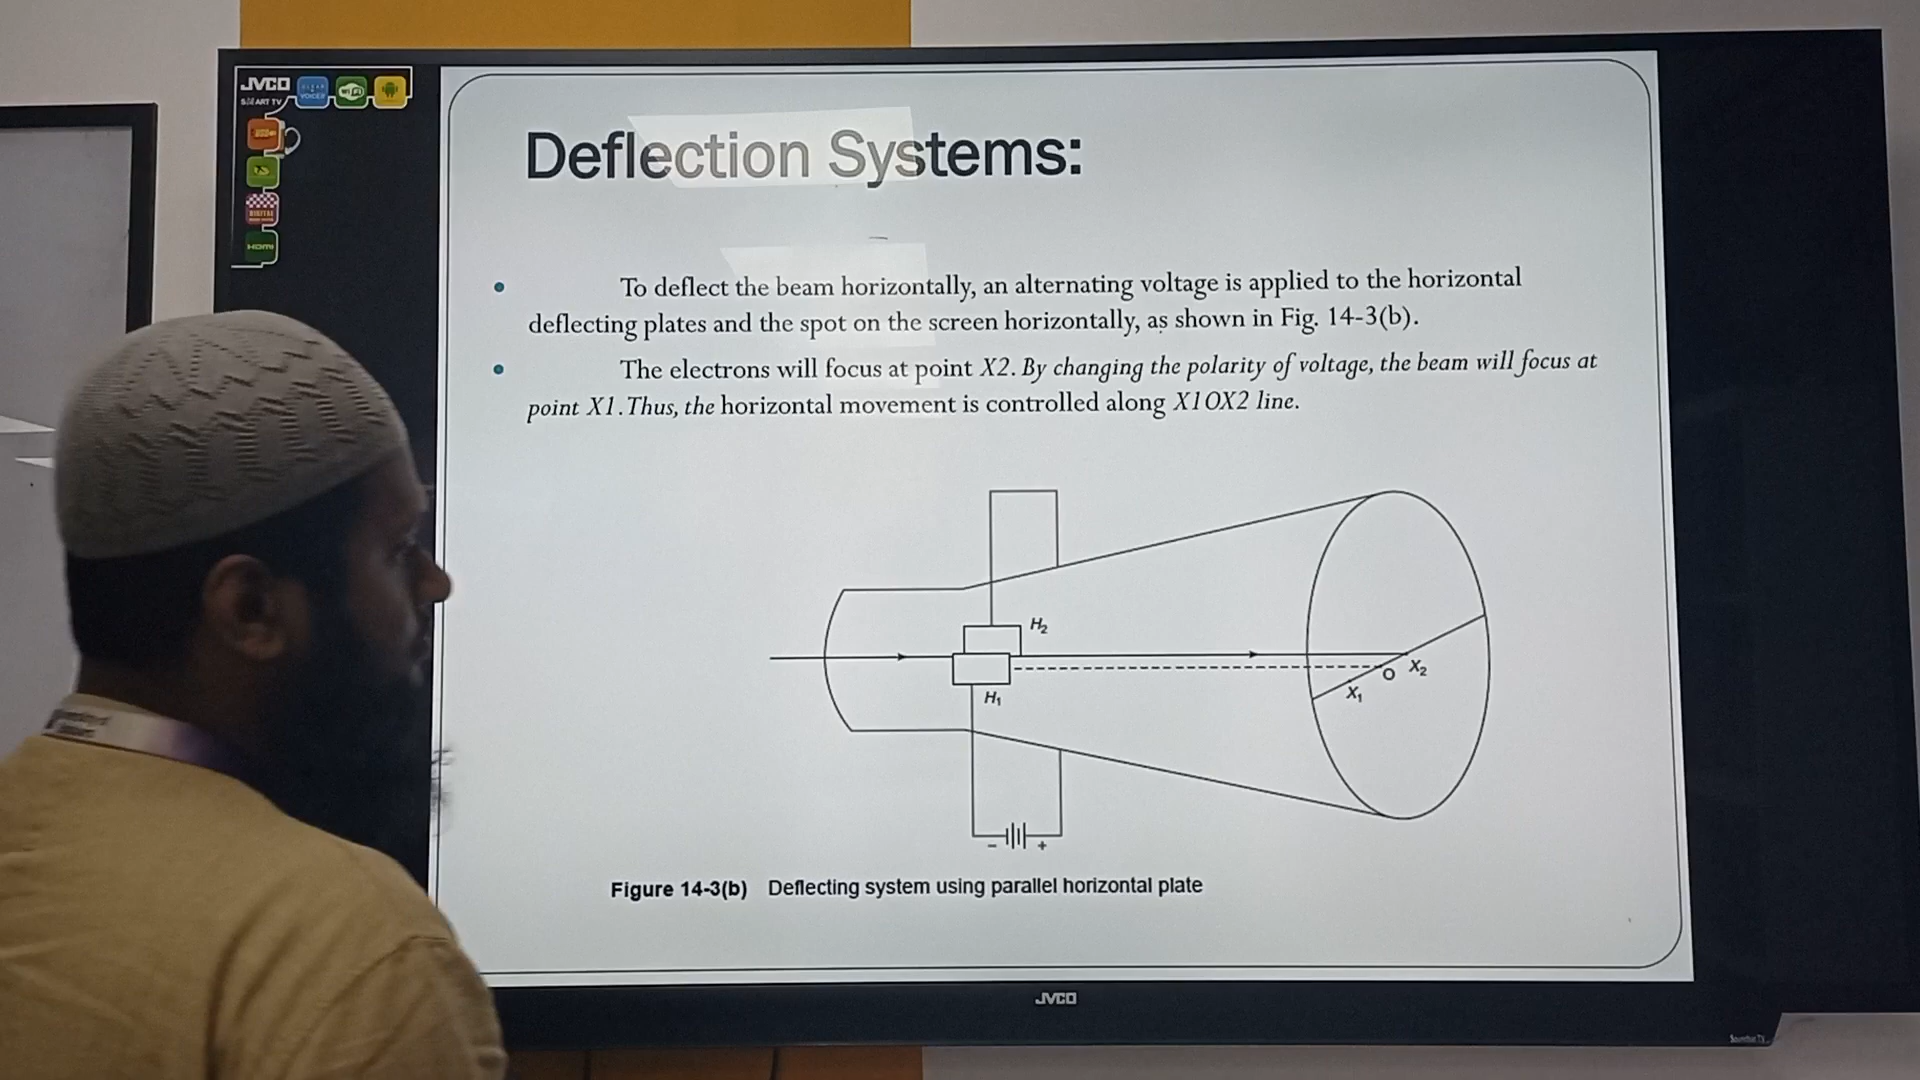 JVCO
SMART TV
CLEAR
VOICE
WiFi
DIGITAL
HDMI
Deflection Systems:
• To deflect the beam horizontally, an alternating voltage is applied to the horizontal
deflecting plates and the spot on the screen horizontally, as shown in Fig. 14-3(b).
• The electrons will focus at point X2. By changing the polarity of voltage, the beam will focus at
point X1. Thus, the horizontal movement is controlled along X1OX2 line.
H₂
H₁
O
X₂
X₁
- +
Figure 14-3(b) Deflecting system using parallel horizontal plate
JVCO